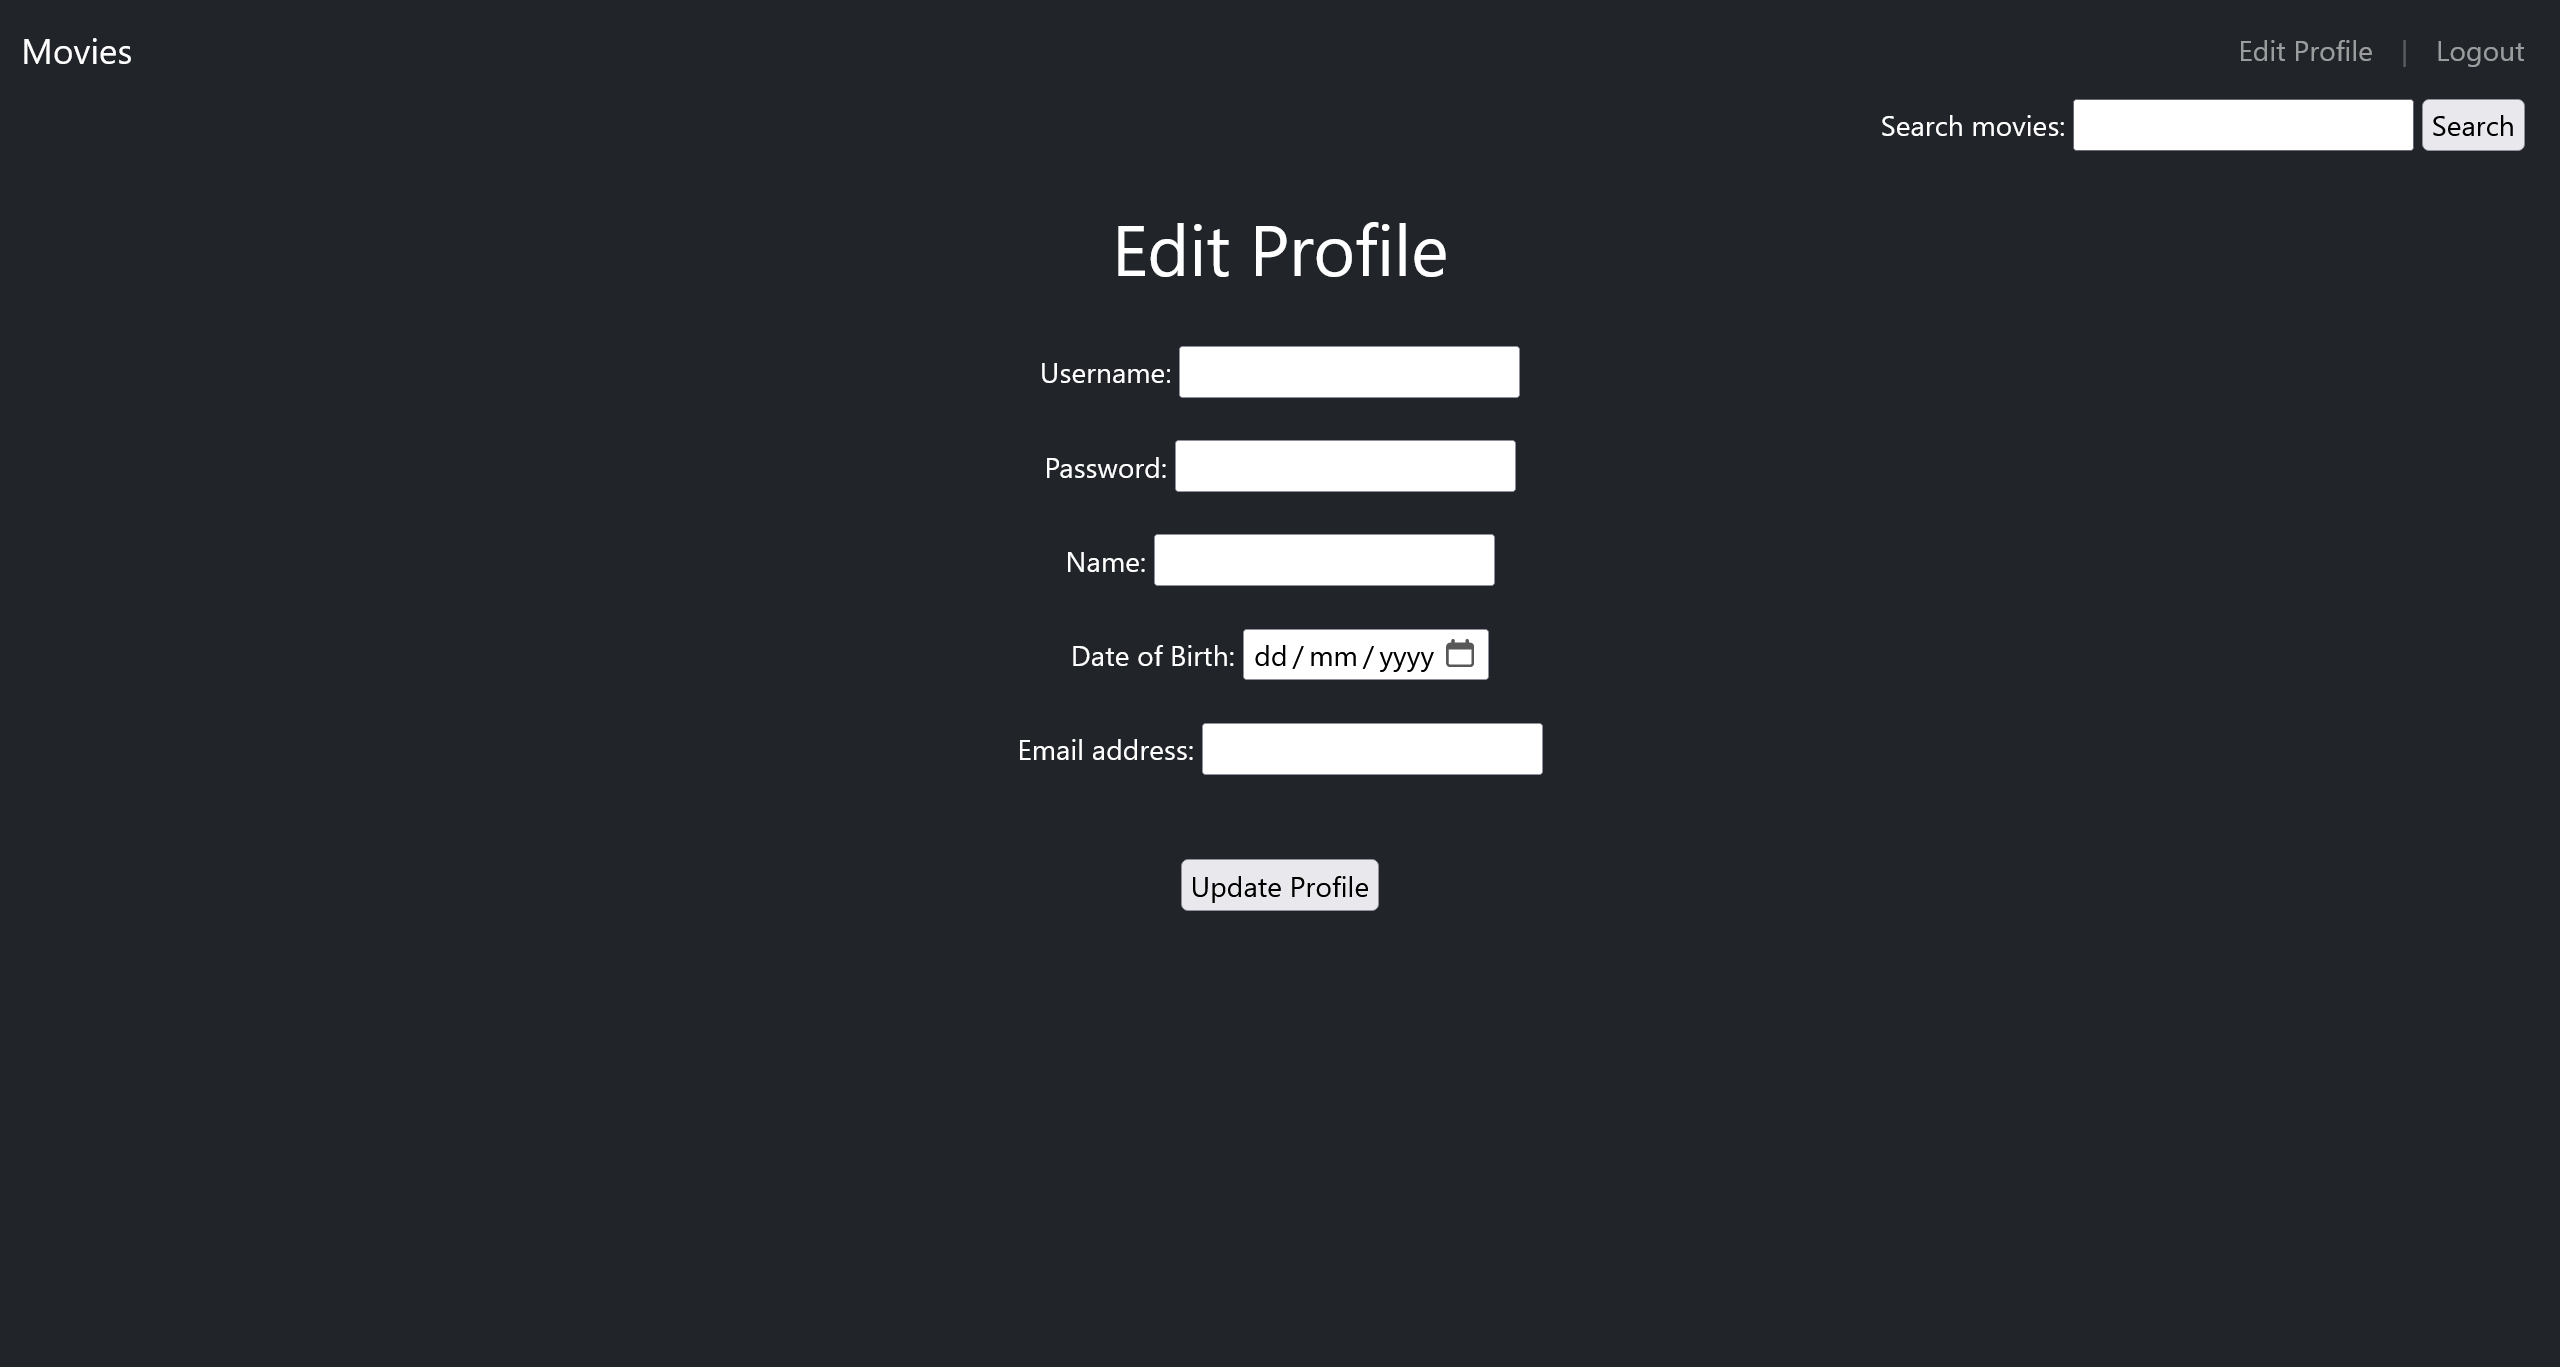 Movies
Edit Profile | Logout
Search movies: Search
Edit Profile
Username:
Password:
Name:
Date of Birth: dd/mm/yyyy
Email address:
Update Profile